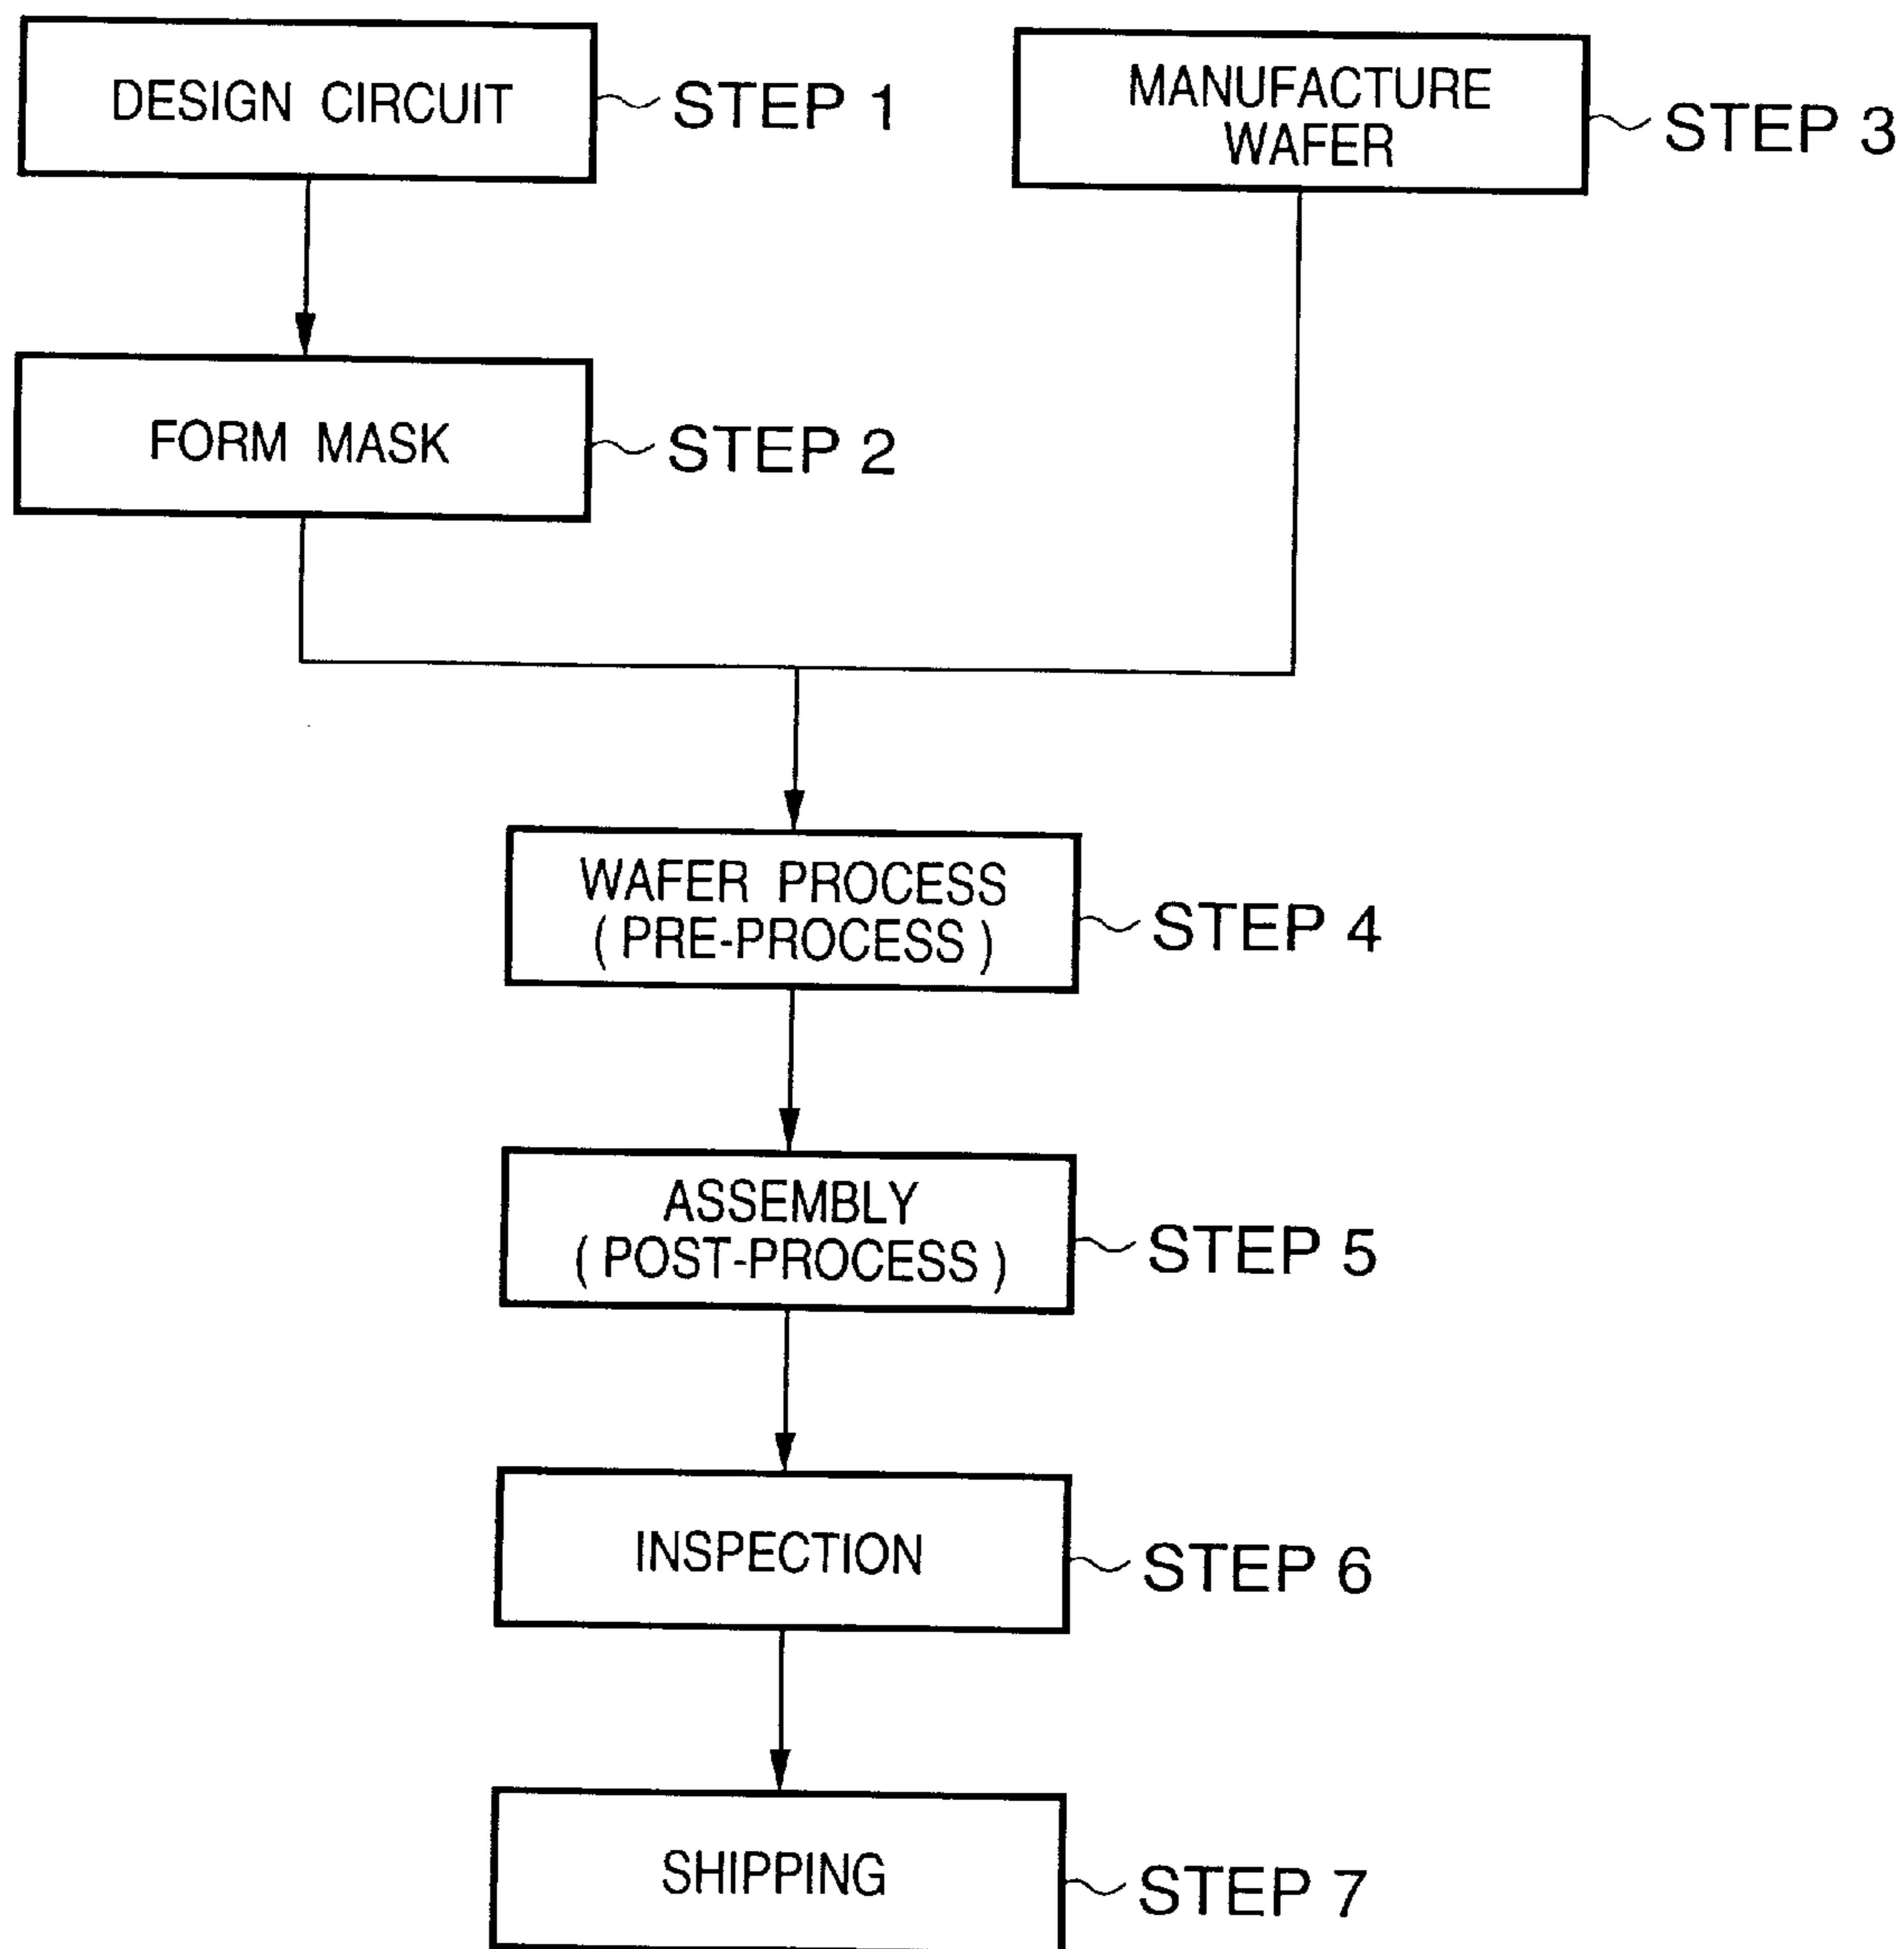 DESIGN CIRCUIT
STEP 1
MANUFACTURE
WAFER
STEP 3
FORM MASK
STEP 2
WAFER PROCESS
( PRE-PROCESS )
STEP 4
ASSEMBLY
( POST-PROCESS )
STEP 5
INSPECTION
STEP 6
SHIPPING
STEP 7